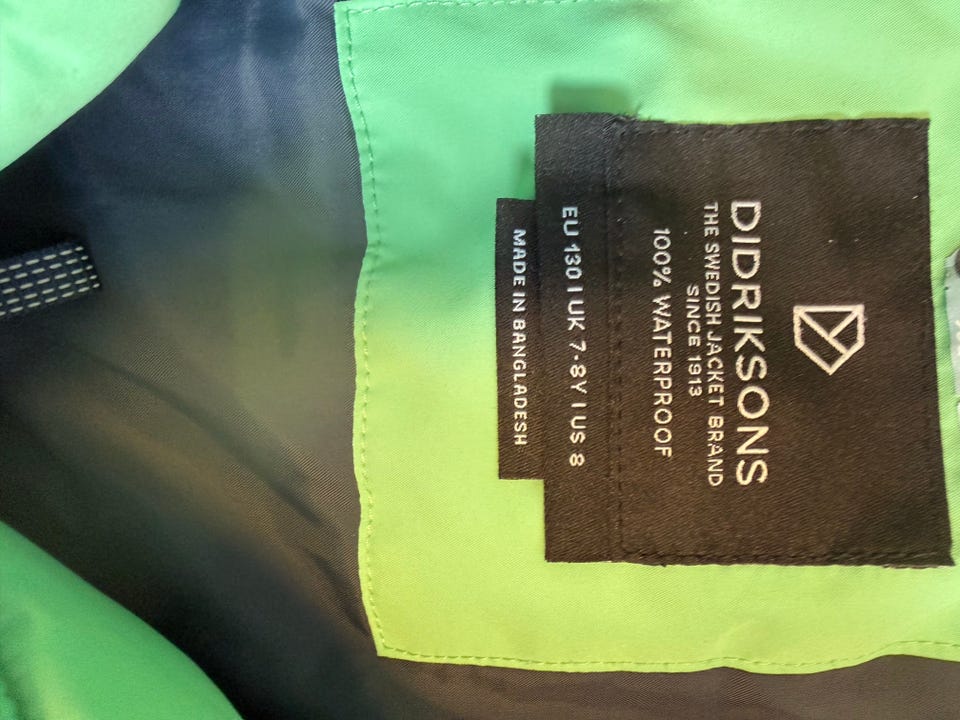 DIDRIKSONS
THE SWEDISH JACKET BRAND
SINCE 1913
100% WATERPROOF
EU 130 | UK 7-8Y | US 8
MADE IN BANGLADESH